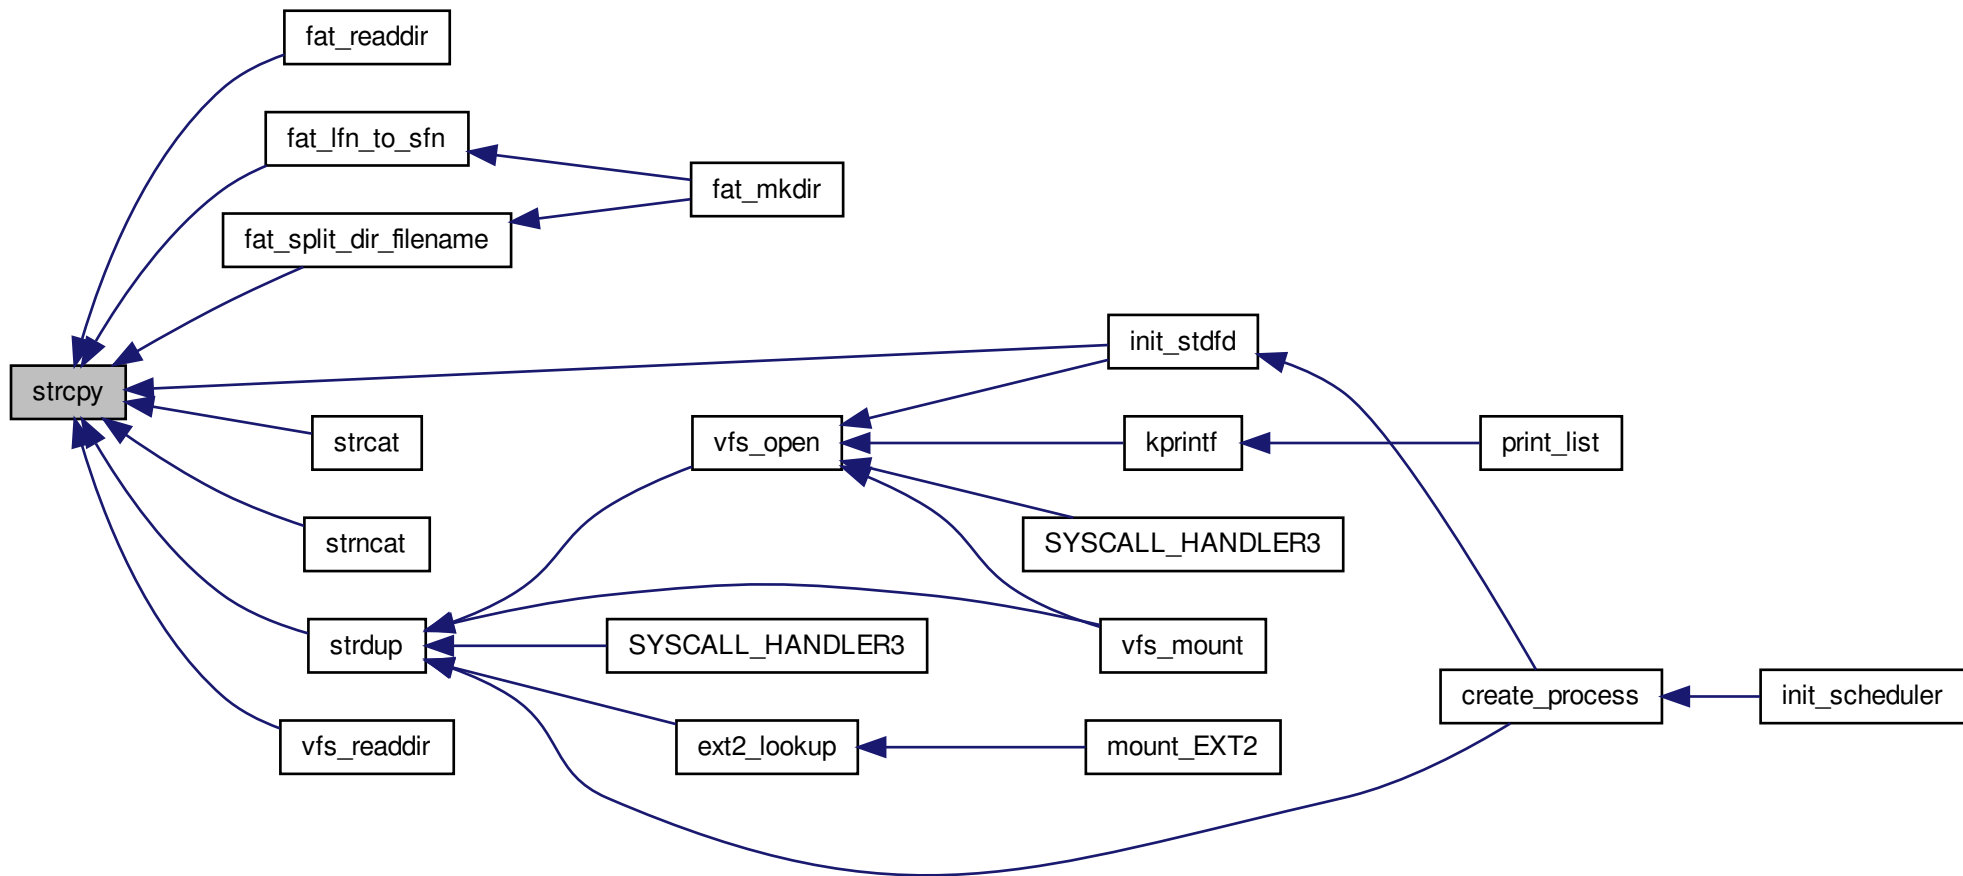 fat_readdir
fat_lfn_to_sfn
fat_mkdir
fat_split_dir_filename
init_stdfd
strcpy
strcat
vfs_open
kprintf
print_list
strncat
SYSCALL_HANDLER3
strdup
SYSCALL_HANDLER3
vfs_mount
create_process
init_scheduler
vfs_readdir
ext2_lookup
mount_EXT2